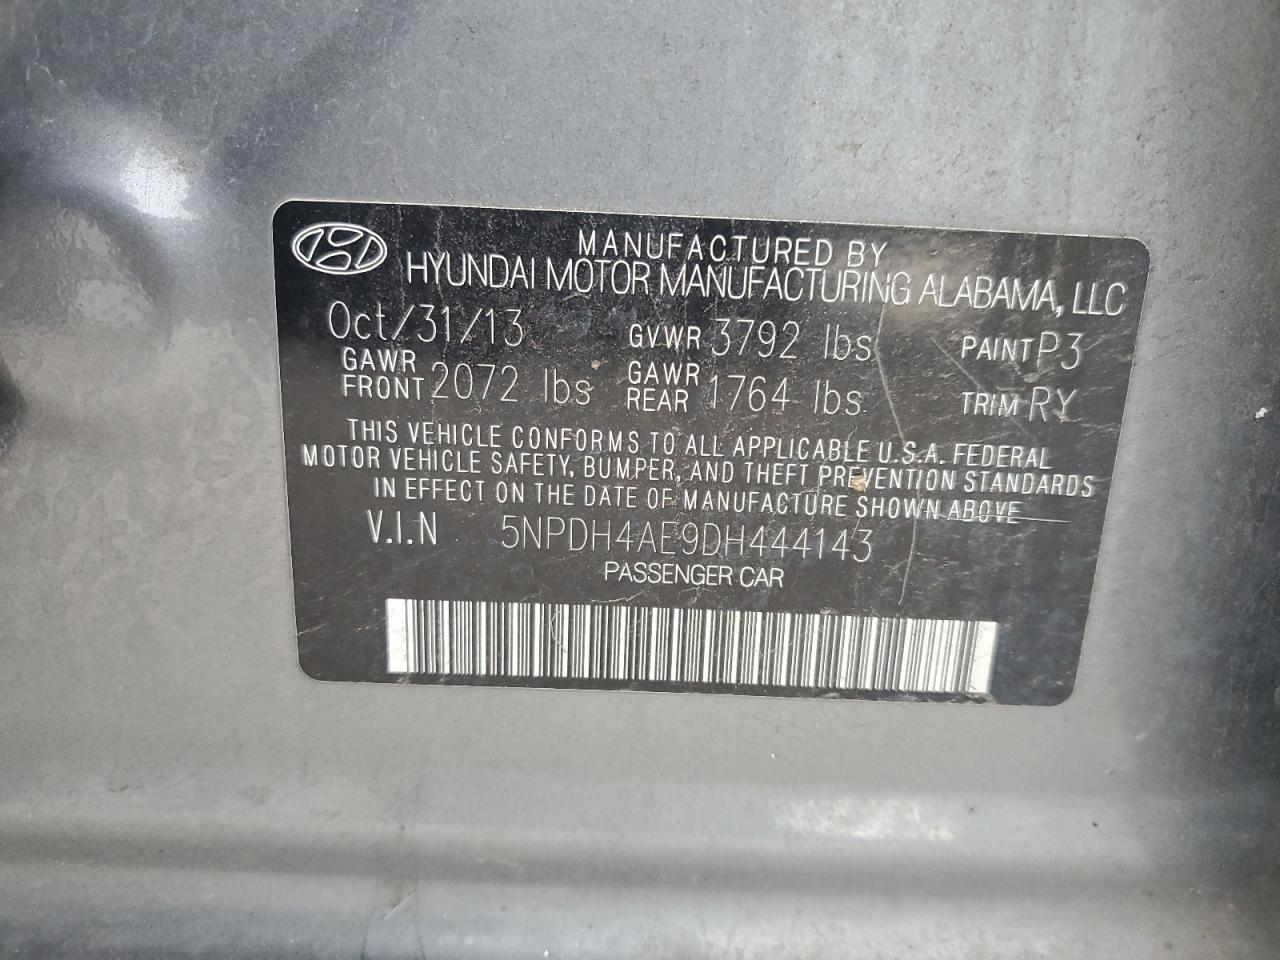 MANUFACTURED BY
HYUNDAI MOTOR MANUFACTURING ALABAMA, LLC
Oct/31/13 GVWR 3792 lbs PAINT P3
GAWR FRONT 2072 lbs GAWR REAR 1764 lbs TRIM RY
THIS VEHICLE CONFORMS TO ALL APPLICABLE U.S.A. FEDERAL
MOTOR VEHICLE SAFETY, BUMPER, AND THEFT PREVENTION STANDARDS
IN EFFECT ON THE DATE OF MANUFACTURE SHOWN ABOVE
V.I.N 5NPDH4AE9DH444143
PASSENGER CAR